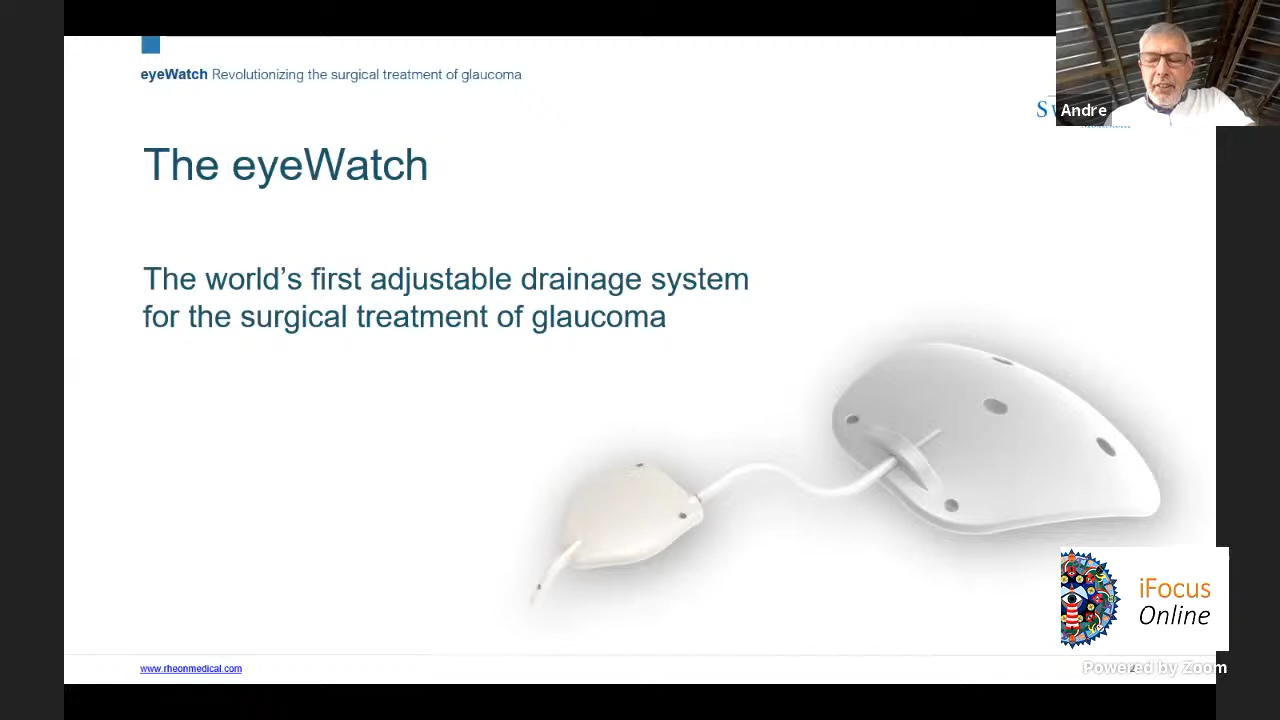 eyeWatch Revolutionizing the surgical treatment of glaucoma
Andre
The eyeWatch
The world's first adjustable drainage system
for the surgical treatment of glaucoma
iFocus
Online
www.rheonmedical.com
Powered by Zoom